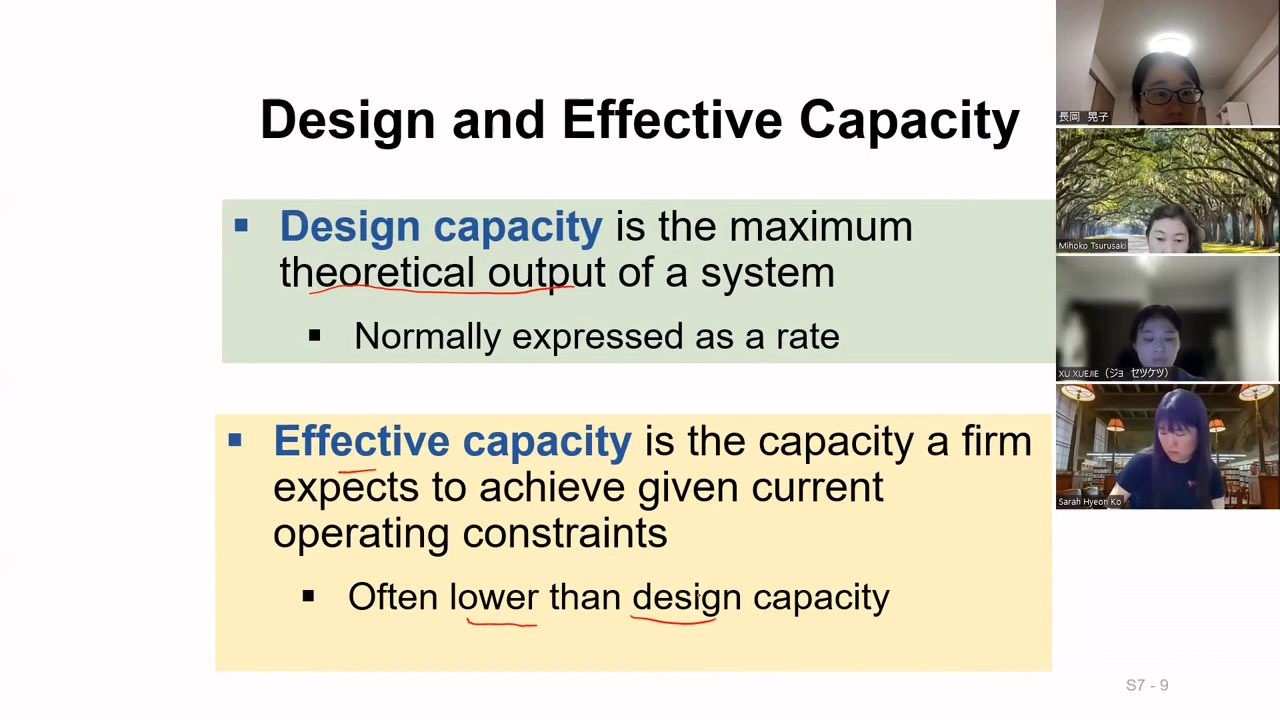 Design and Effective Capacity
▪ Design capacity is the maximum
theoretical output of a system
▪ Normally expressed as a rate
▪ Effective capacity is the capacity a firm
expects to achieve given current
operating constraints
▪ Often lower than design capacity
S7 - 9
長岡 晃子
Mihoko Tsurusaki
XU XUEJIE (ジョ セツケツ)
Sarah Hyeon Ko